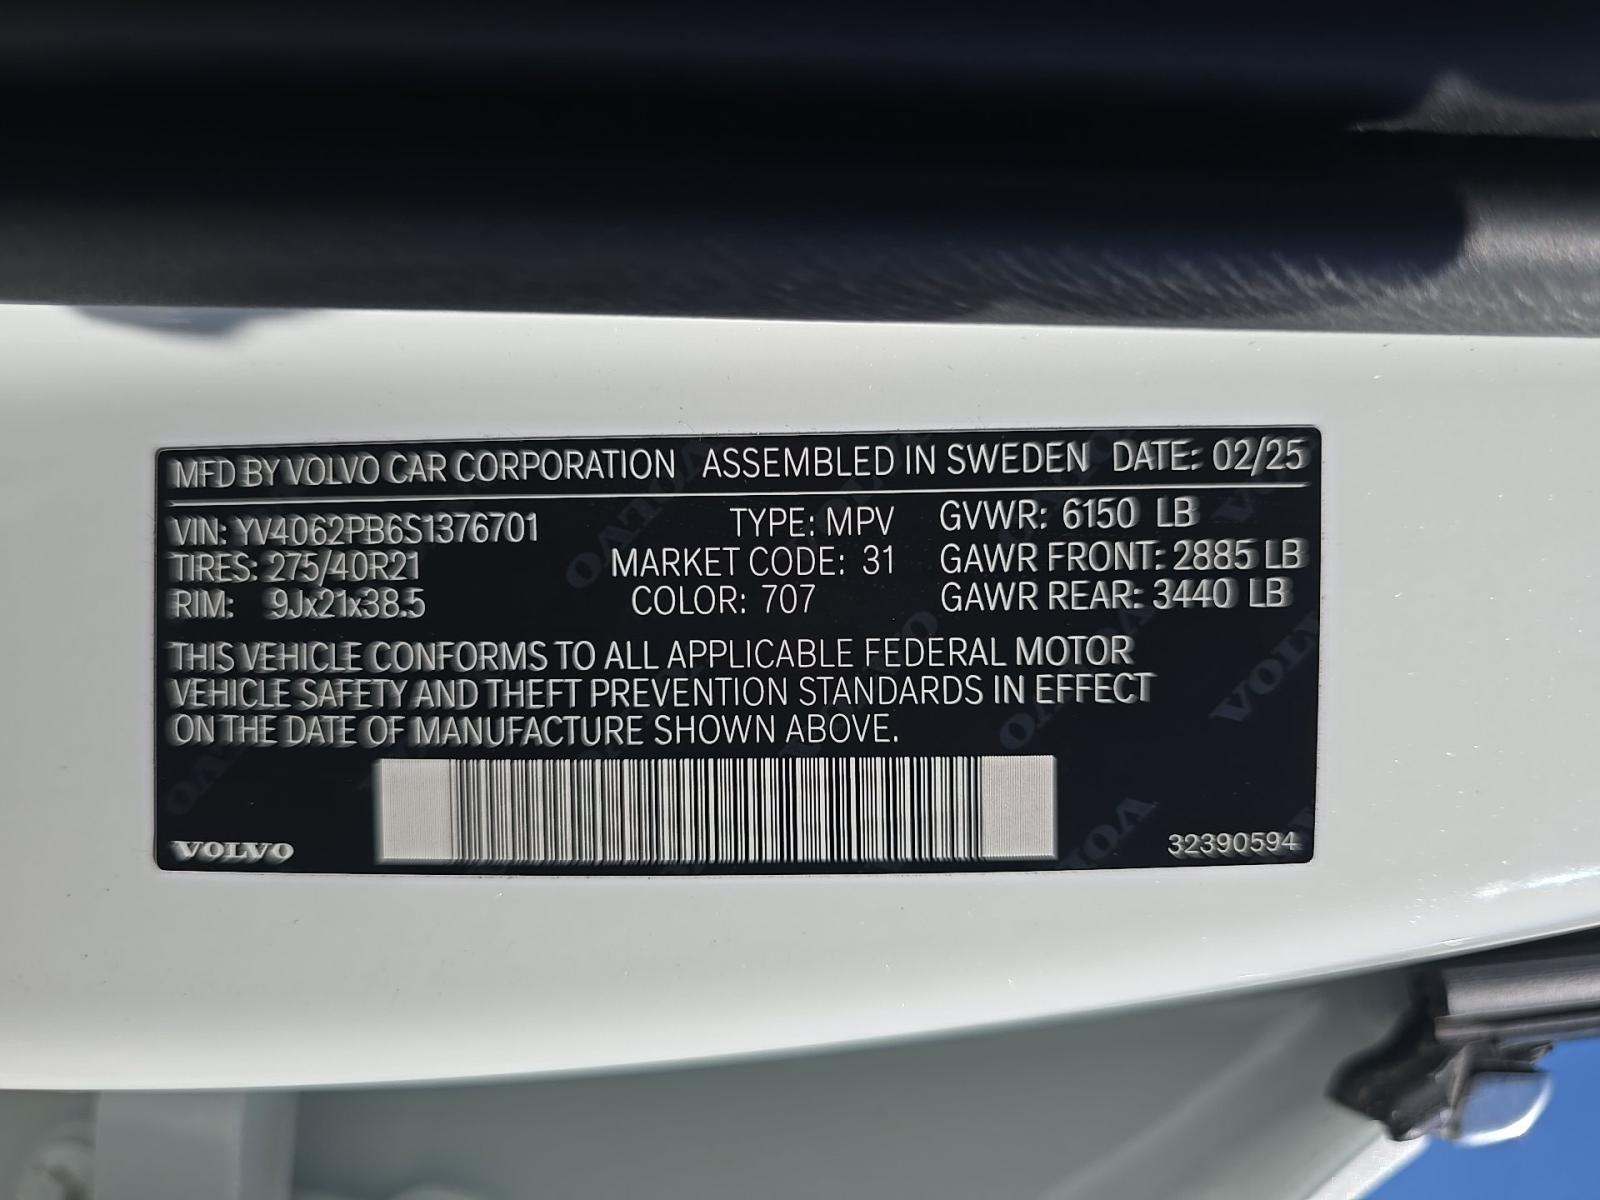 MFD BY VOLVO CAR CORPORATION ASSEMBLED IN SWEDEN DATE: 02/25
VIN: YV4062PB6S1376701 TYPE: MPV GVWR: 6150 LB
TIRES: 275/40R21 MARKET CODE: 31 GAWR FRONT: 2885 LB
RIM: 9Jx21x38.5 COLOR: 707 GAWR REAR: 3440 LB
THIS VEHICLE CONFORMS TO ALL APPLICABLE FEDERAL MOTOR
VEHICLE SAFETY AND THEFT PREVENTION STANDARDS IN EFFECT
ON THE DATE OF MANUFACTURE SHOWN ABOVE.
VOLVO 32390594